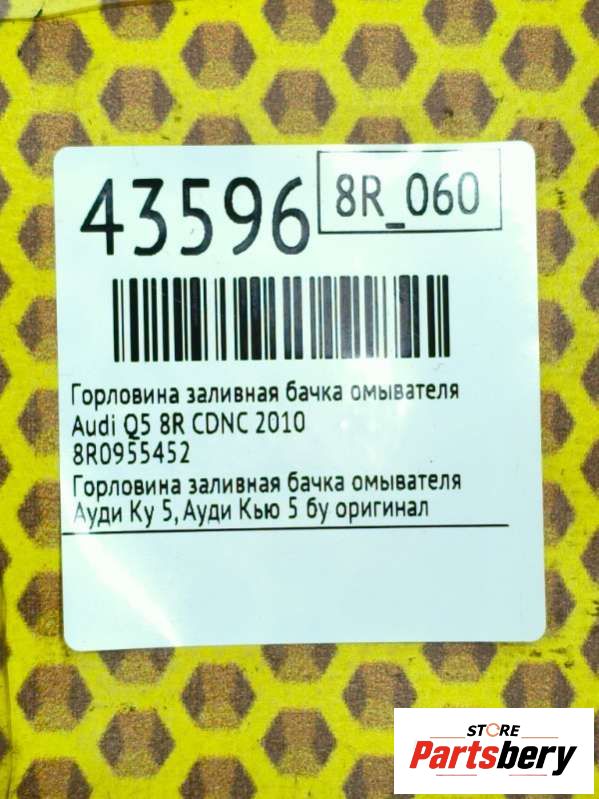 43596
8R_060
Горловина заливная бачка омывателя
Audi Q5 8R CDNC 2010
8R0955452
Горловина заливная бачка омывателя
Ауди Ку 5, Ауди Кью 5 бу оригинал
STORE
Partsbery